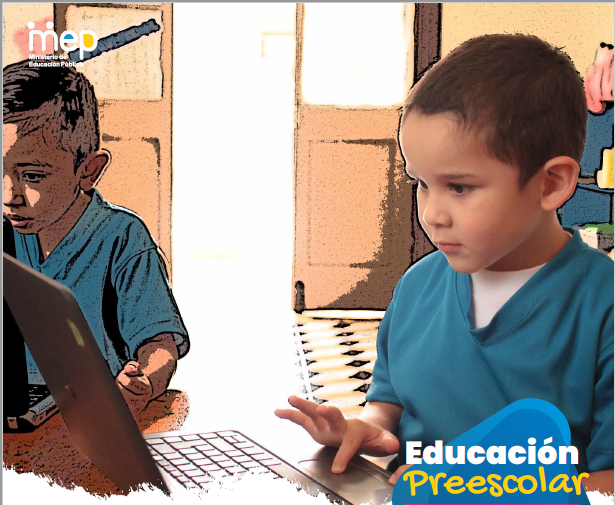 mep
Ministerio de
Educación Pública
Educación
Preescolar